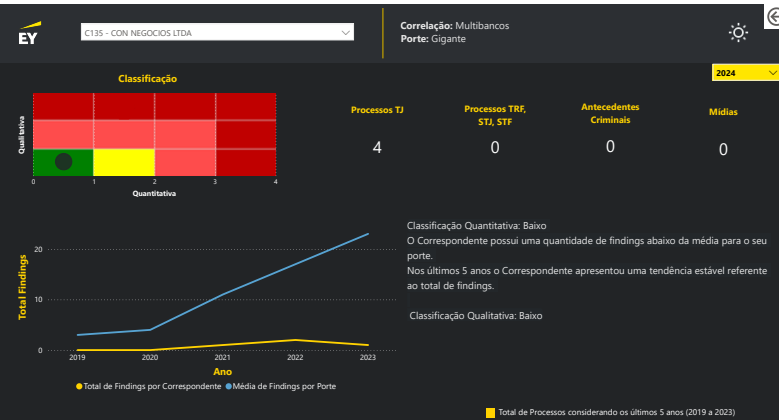 EY
C135 - CON NEGOCIOS LTDA
Correlação: Multibancos
Porte: Gigante
2024
Classificação
Qualitativa
0 1 2 3 4
Quantitativa
Processos TJ
4
Processos TRF,
STJ, STF
0
Antecedentes
Criminais
0
Mídias
0
Total Findings
20
10
0
2019 2020 2021 2022 2023
Ano
Total de Findings por Correspondente Média de Findings por Porte
Classificação Quantitativa: Baixo
O Correspondente possui uma quantidade de findings abaixo da média para o seu
porte.
Nos últimos 5 anos o Correspondente apresentou uma tendência estável referente
ao total de findings.
Classificação Qualitativa: Baixo
Total de Processos considerando os últimos 5 anos (2019 a 2023)